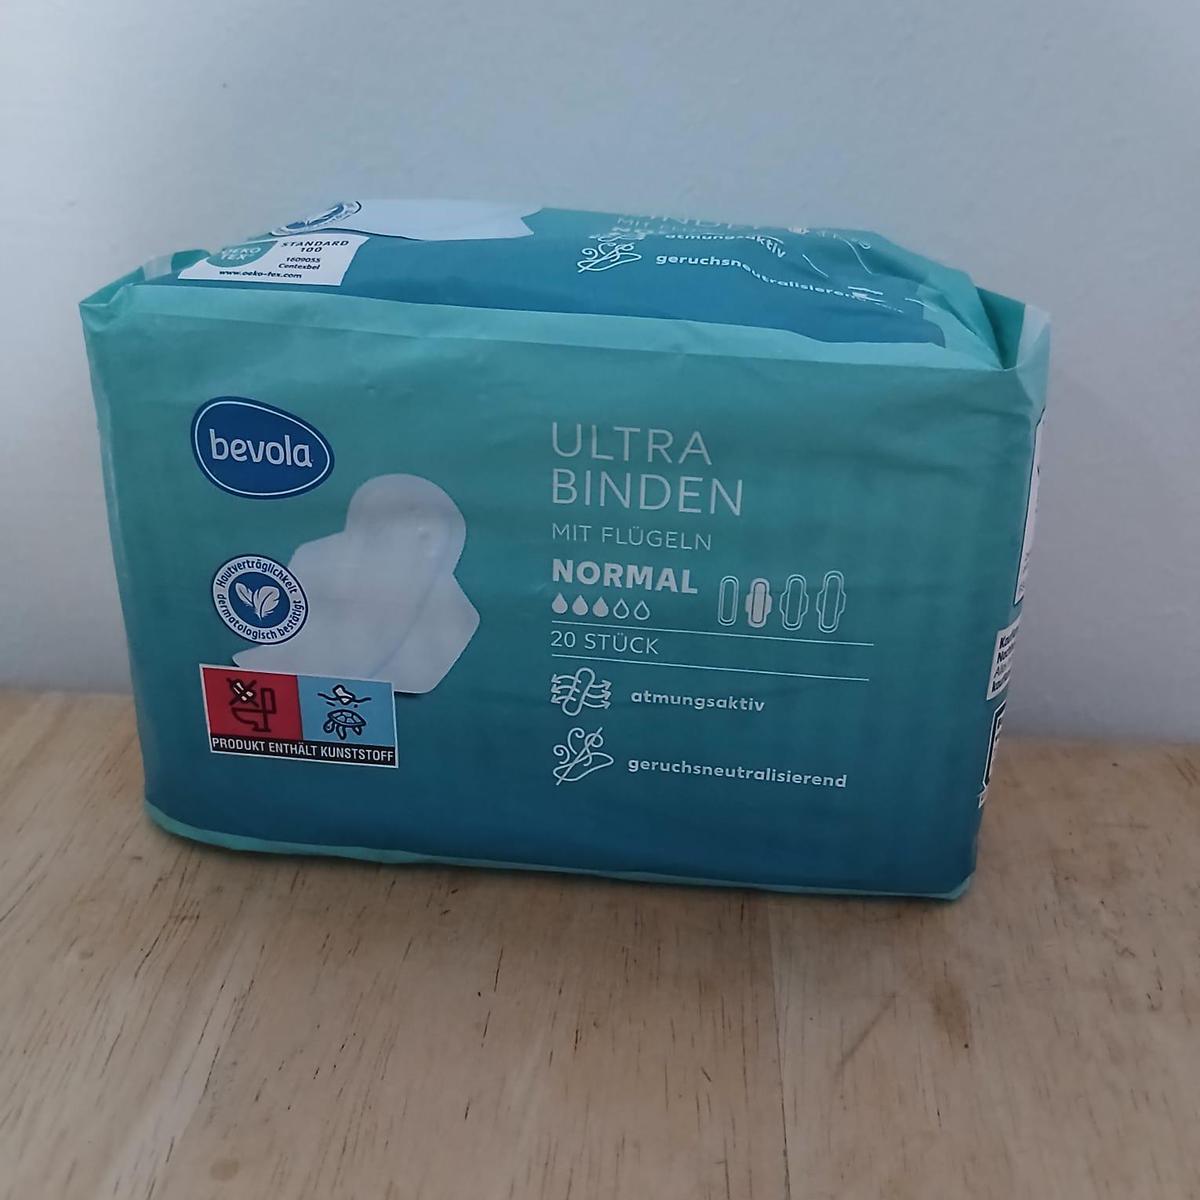 OEKO
TEX
STANDARD
100
1609055
Centexbel
www.oeko-tex.com
atmungsaktiv
geruchsneutralisierend
bevola
Hautverträglichkeit
dermatologisch bestätigt
ULTRA
BINDEN
MIT FLÜGELN
NORMAL
20 STÜCK
atmungsaktiv
geruchsneutralisierend
PRODUKT ENTHÄLT KUNSTSTOFF